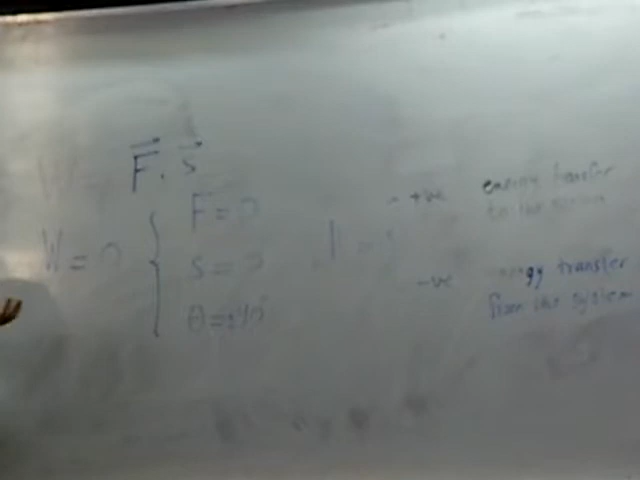 W = F⃗ . s⃗
W = 0 { F = 0
s = 0
θ = 90°
+ve energy transfer
to the system
-ve energy transfer
from the system